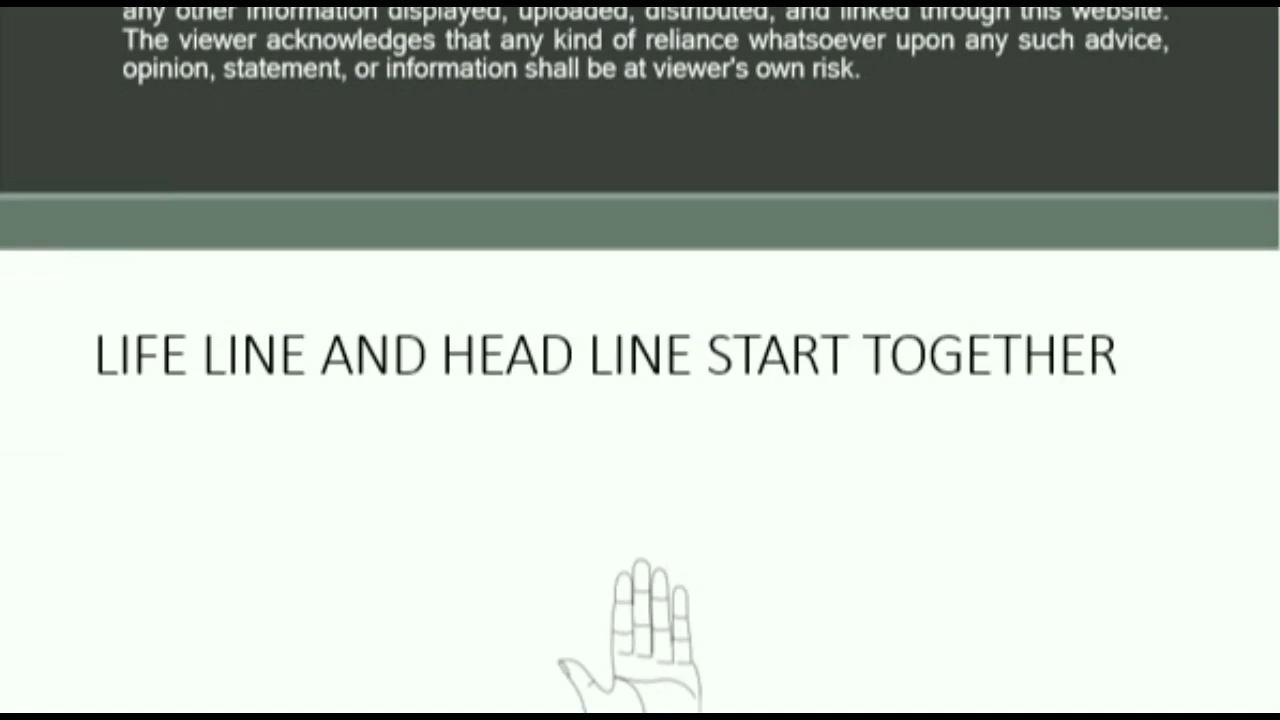 any other information displayed, uploaded, distributed, and linked through this website.
The viewer acknowledges that any kind of reliance whatsoever upon any such advice,
opinion, statement, or information shall be at viewer's own risk.
LIFE LINE AND HEAD LINE START TOGETHER